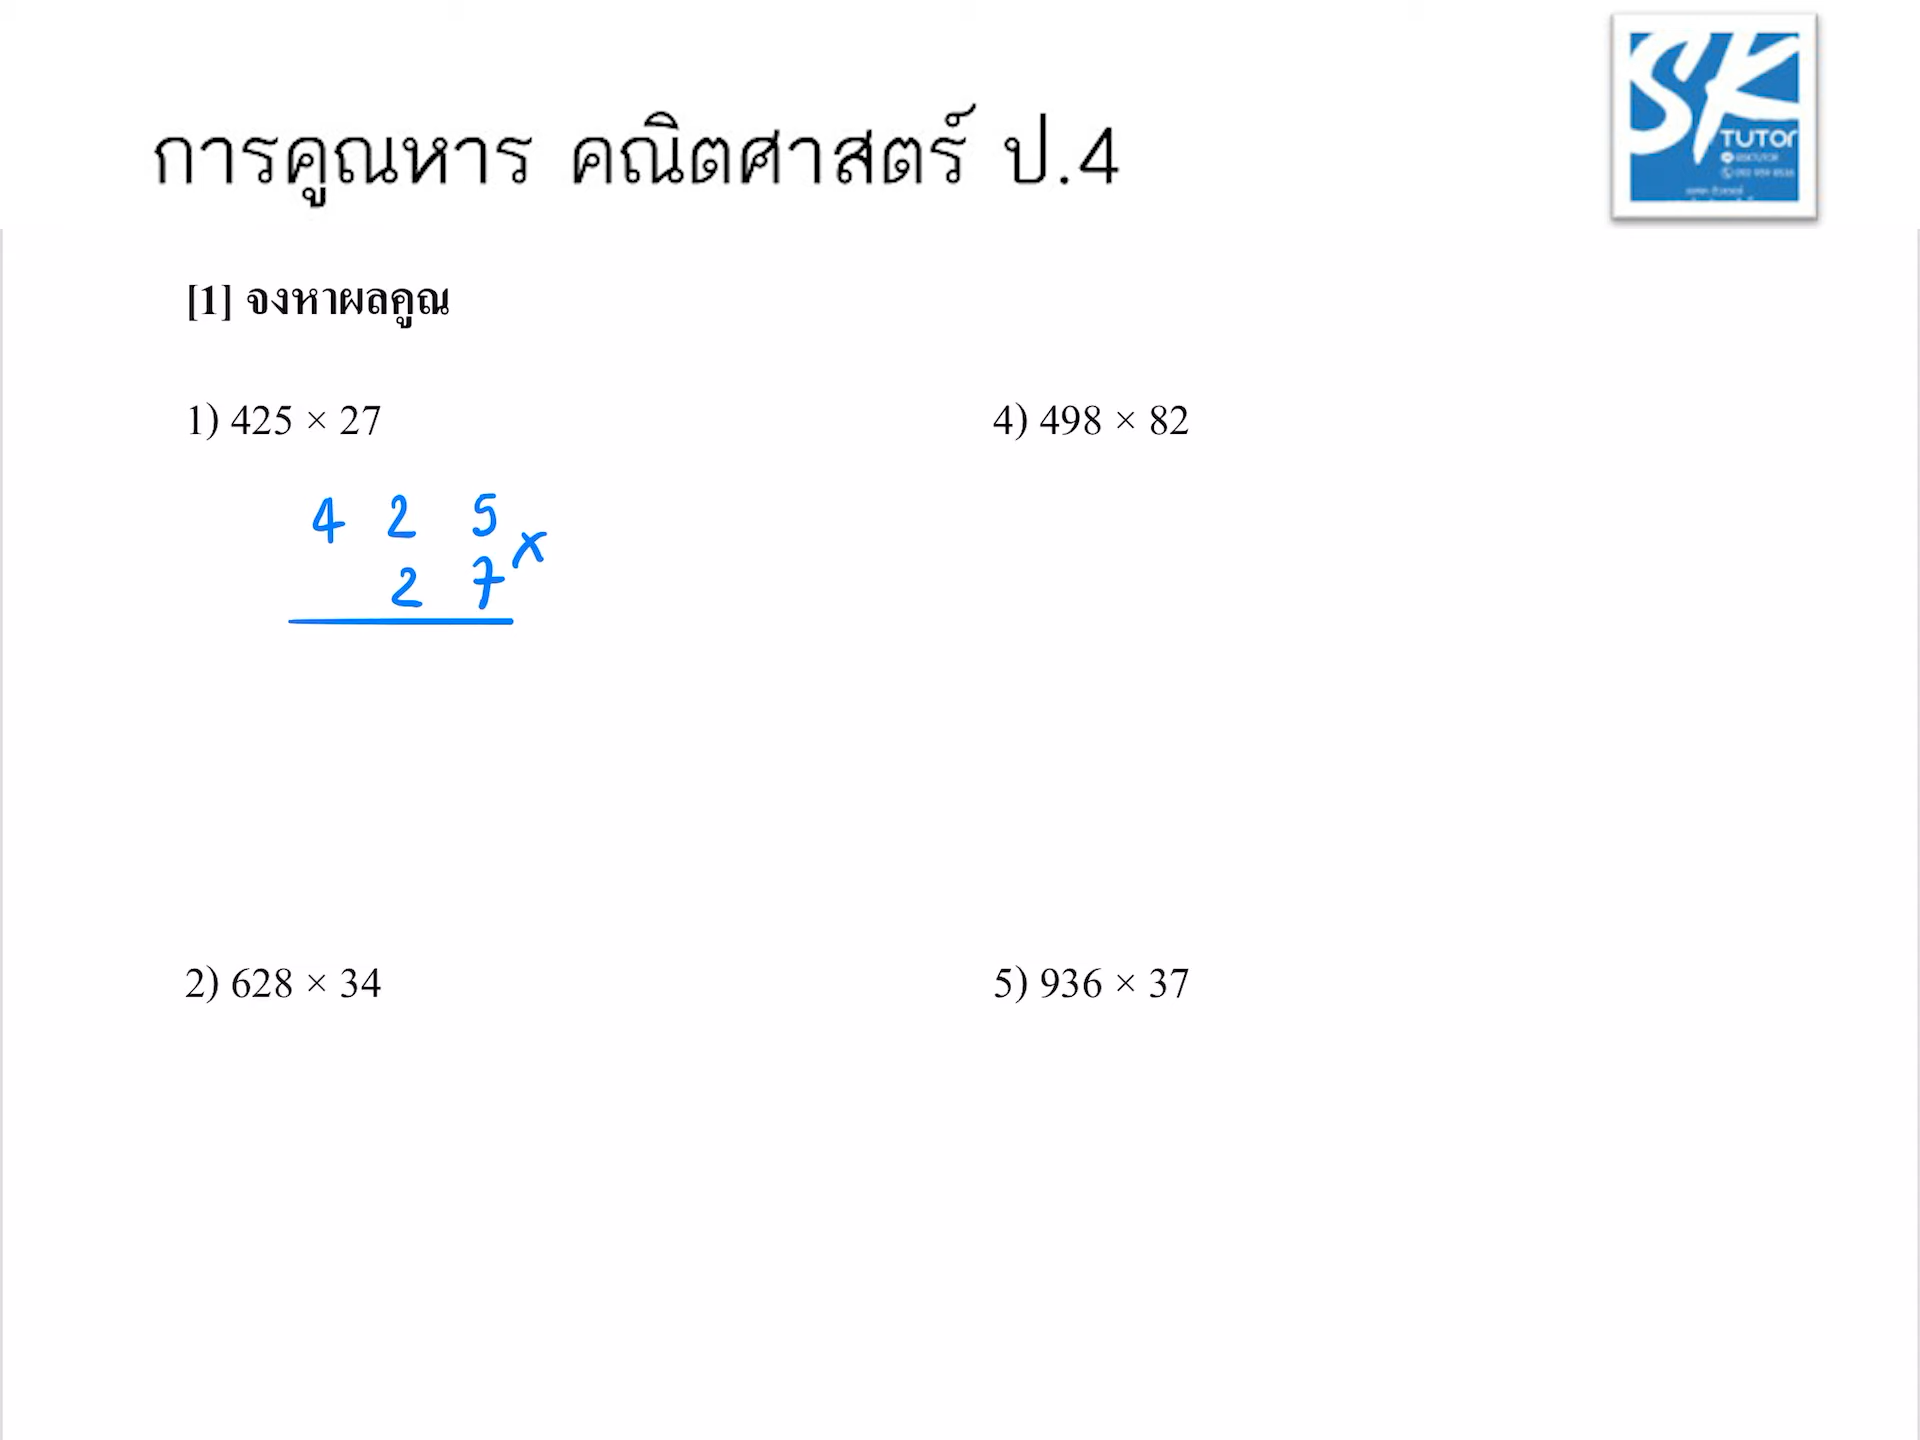 การคูณหาร คณิตศาสตร์ ป.4
SK
TUTOR
[1] จงหาผลคูณ
1) 425 × 27
4 2 5
×
2 7
4) 498 × 82
2) 628 × 34
5) 936 × 37